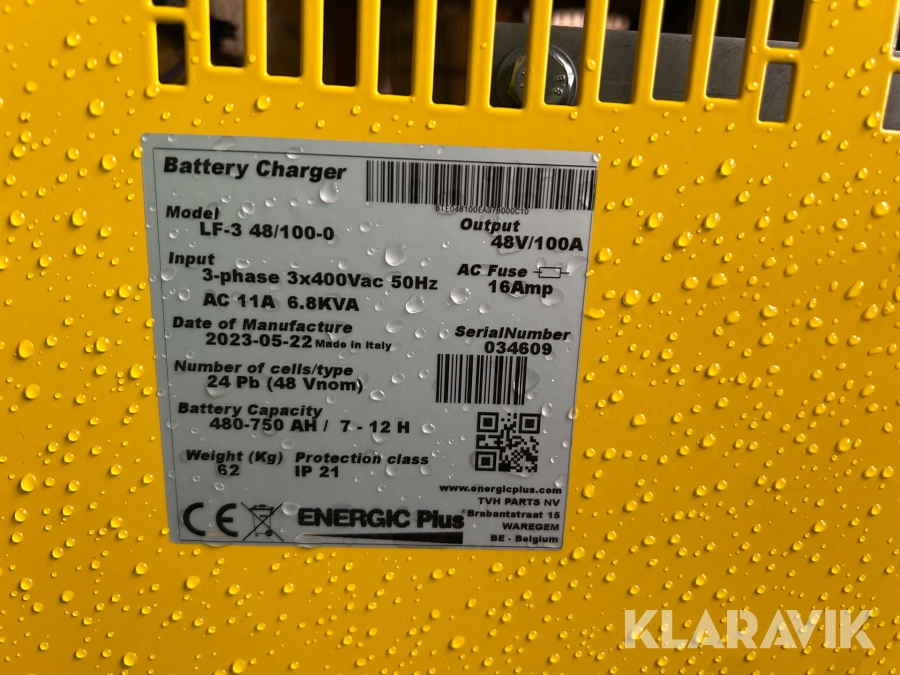 Battery Charger
Model
LF-3 48/100-0
Output
48V/100A
Input
3-phase 3x400Vac 50Hz
AC 11A 6.8KVA
AC Fuse
16Amp
Date of Manufacture
2023-05-22 Made in Italy
SerialNumber
034609
Number of cells/type
24 Pb (48 Vnom)
Battery Capacity
480-750 AH / 7 - 12 H
Weight (Kg) Protection class
62 IP 21
www.energicplus.com
TVH PARTS NV
Brabantstraat 15
WAREGEM
BE - Belgium
CE ENERGIC Plus
KLARAVIK